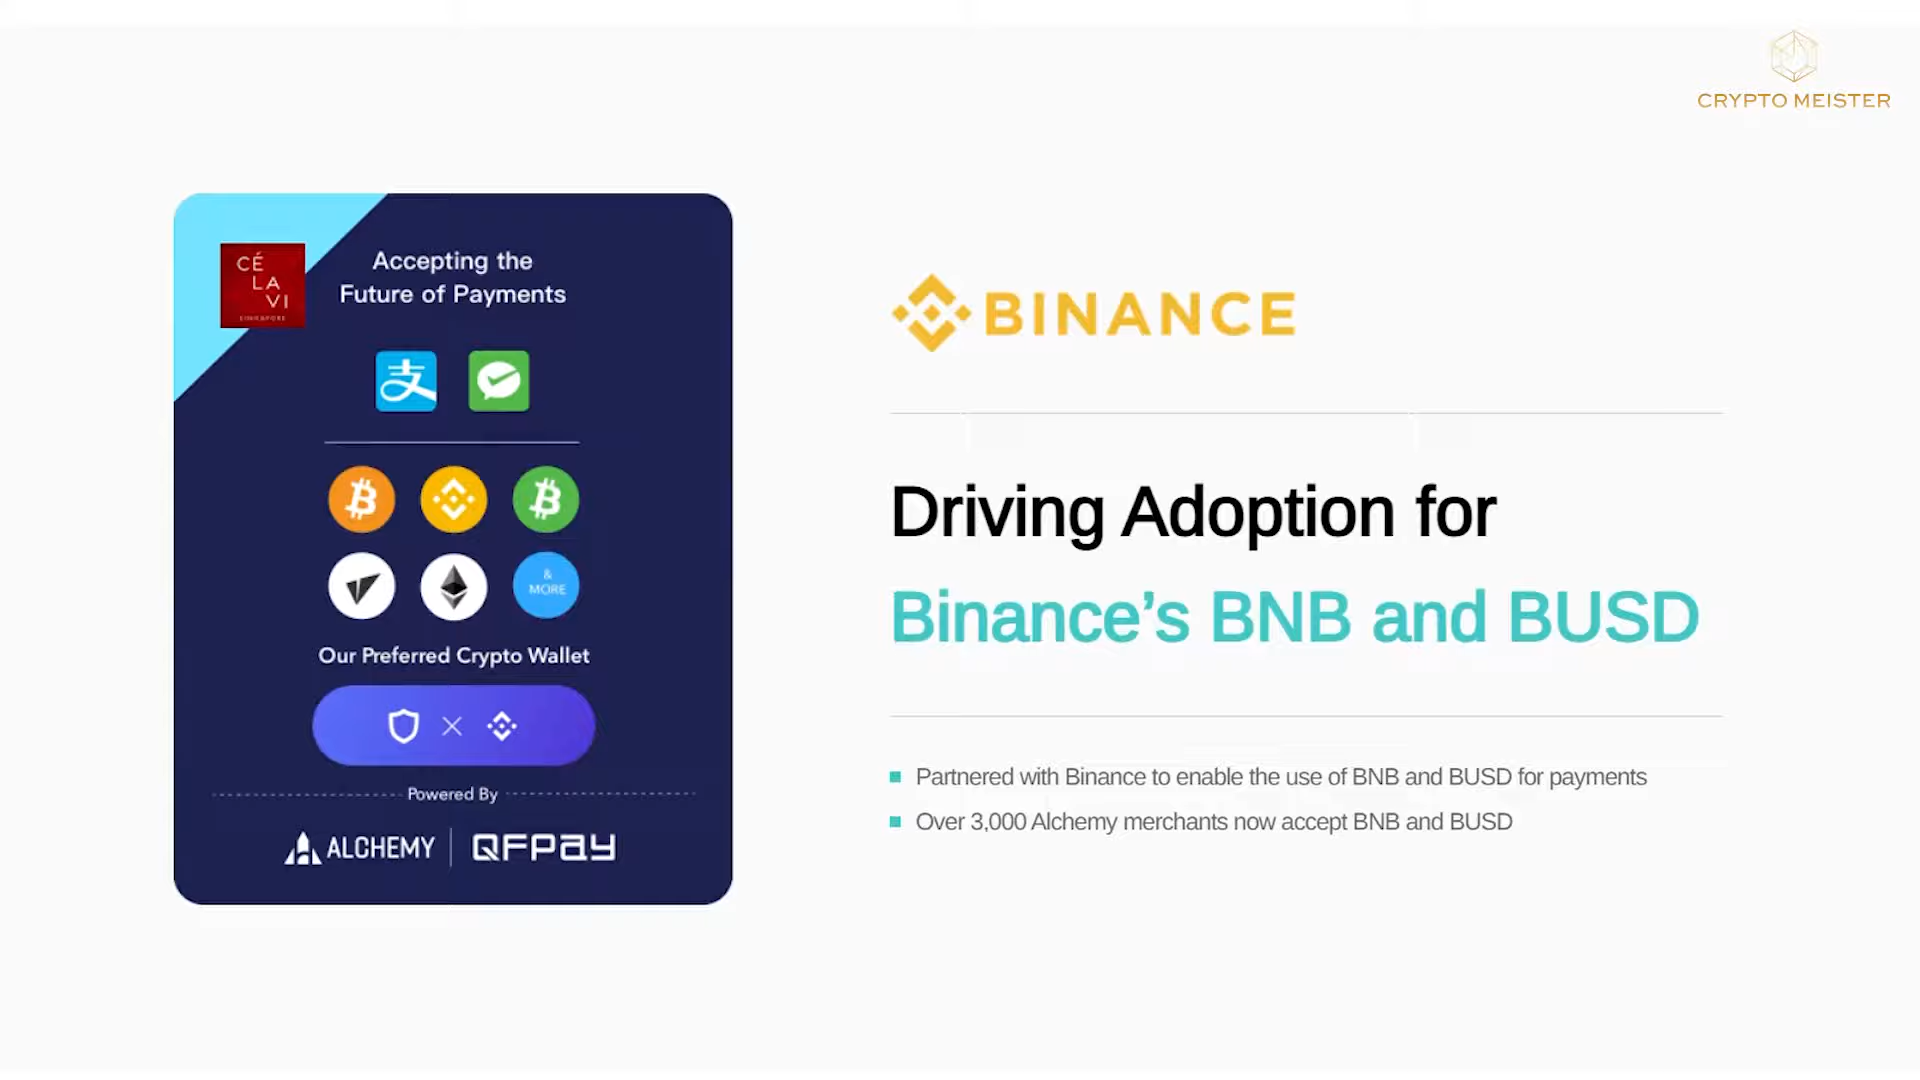 CRYPTO MEISTER
CÉ
LA
VI
SINGAPORE
Accepting the
Future of Payments
支
&
MORE
Our Preferred Crypto Wallet
Powered By
ALCHEMY
QFPAY
BINANCE
Driving Adoption for
Binance’s BNB and BUSD
Partnered with Binance to enable the use of BNB and BUSD for payments
Over 3,000 Alchemy merchants now accept BNB and BUSD